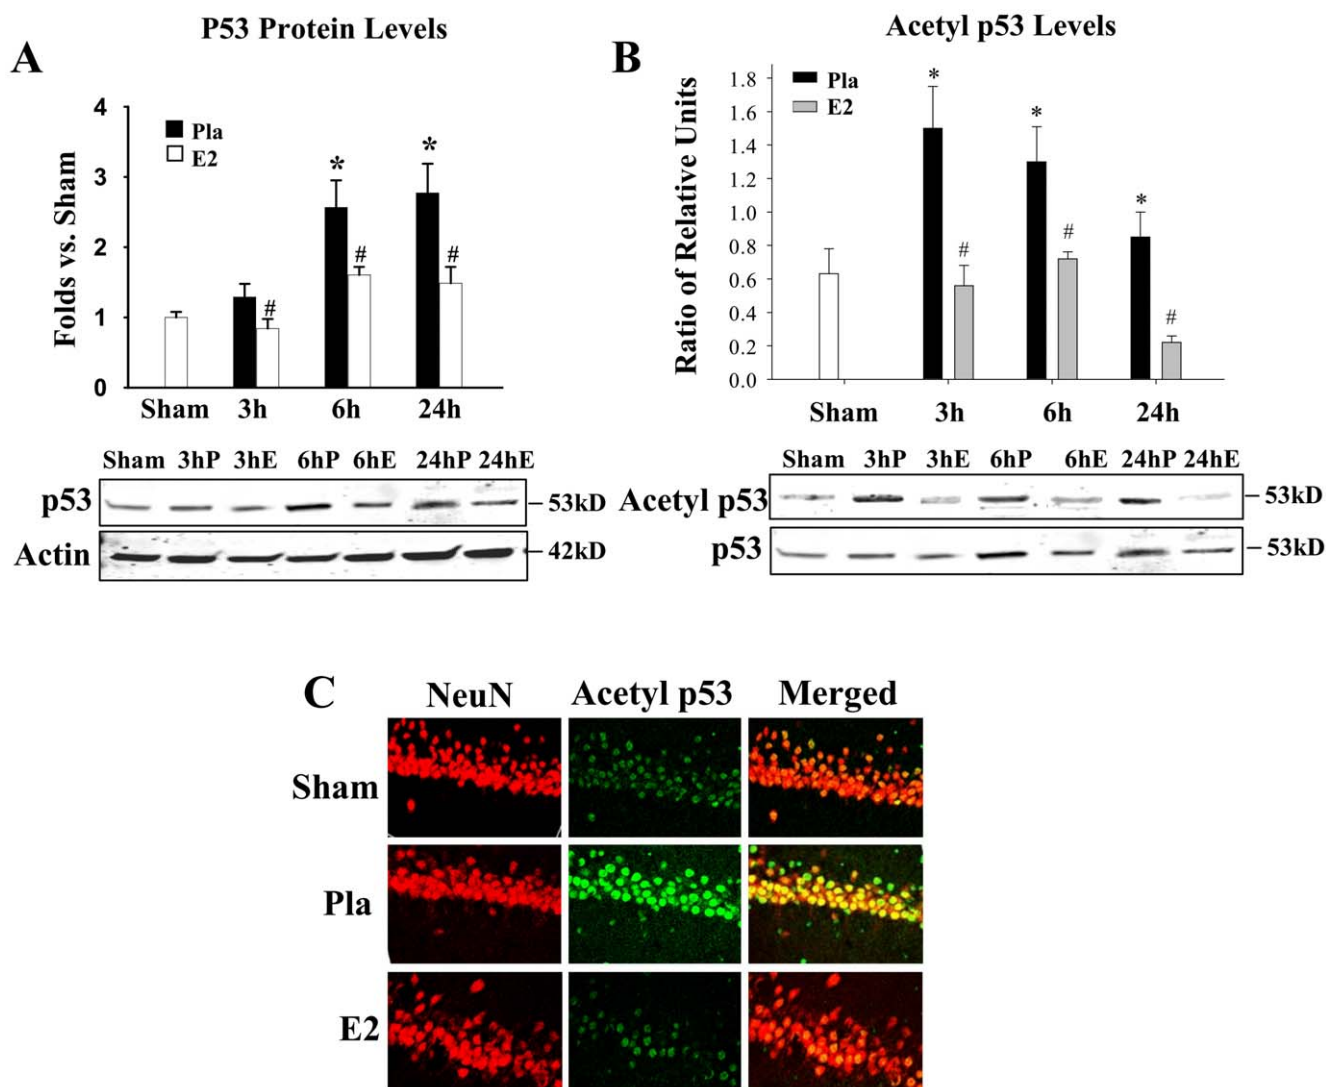 P53 Protein Levels
A
Folds vs. Sham
4
3
2
1
0
Pla
E2
*
*
#
#
#
Sham 3h 6h 24h
Sham 3hP 3hE 6hP 6hE 24hP 24hE
p53
53kD
Actin
42kD
Acetyl p53 Levels
B
Ratio of Relative Units
1.8
1.6
1.4
1.2
1.0
0.8
0.6
0.4
0.2
0.0
Pla
E2
*
*
*
#
#
#
Sham 3h 6h 24h
Sham 3hP 3hE 6hP 6hE 24hP 24hE
Acetyl p53
53kD
p53
53kD
C
NeuN Acetyl p53 Merged
Sham
Pla
E2